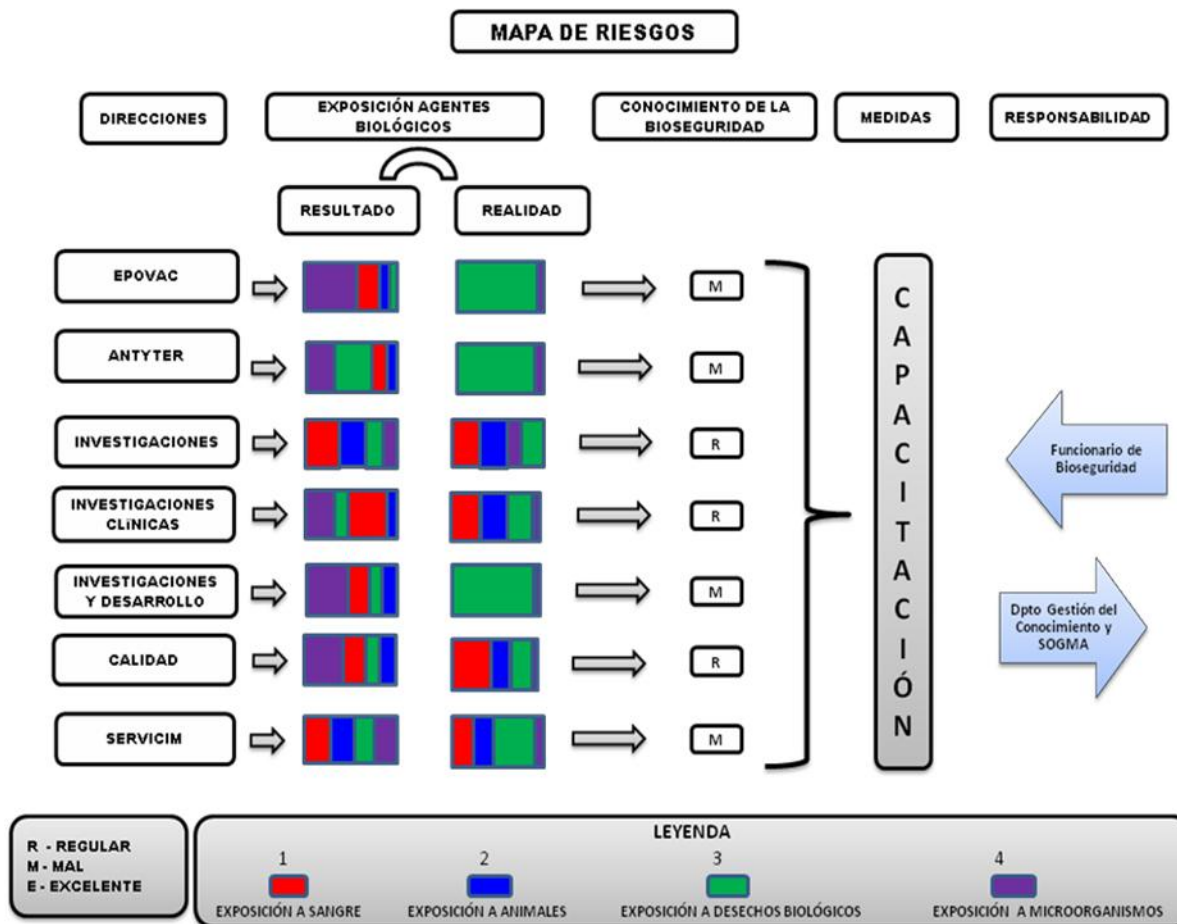 MAPA DE RIESGOS
DIRECCIONES
EXPOSICIÓN AGENTES
BIOLÓGICOS
CONOCIMIENTO DE LA
BIOSEGURIDAD
MEDIDAS
RESPONSABILIDAD
RESULTADO
REALIDAD
EPOVAC
M
ANTYTER
M
INVESTIGACIONES
R
INVESTIGACIONES
CLÍNICAS
R
INVESTIGACIONES
Y DESARROLLO
M
CALIDAD
R
SERVICIM
M
CAPACITACIÓN
Funcionario de
Bioseguridad
Dpto Gestión del
Conocimiento y
SOGMA
R - REGULAR
M - MAL
E - EXCELENTE
LEYENDA
1
2
3
4
EXPOSICIÓN A SANGRE
EXPOSICIÓN A ANIMALES
EXPOSICIÓN A DESECHOS BIOLÓGICOS
EXPOSICIÓN A MICROORGANISMOS